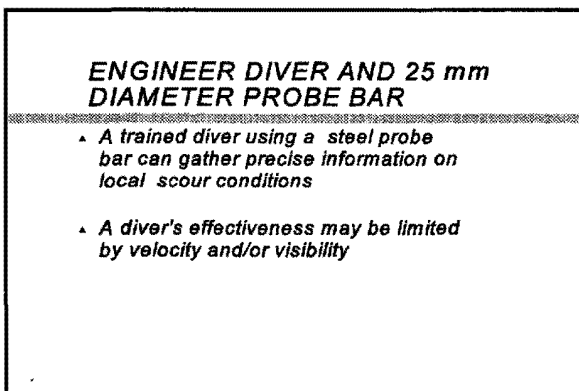 ENGINEER DIVER AND 25 mm
DIAMETER PROBE BAR
▲ A trained diver using a steel probe
bar can gather precise information on
local scour conditions
▲ A diver's effectiveness may be limited
by velocity and/or visibility